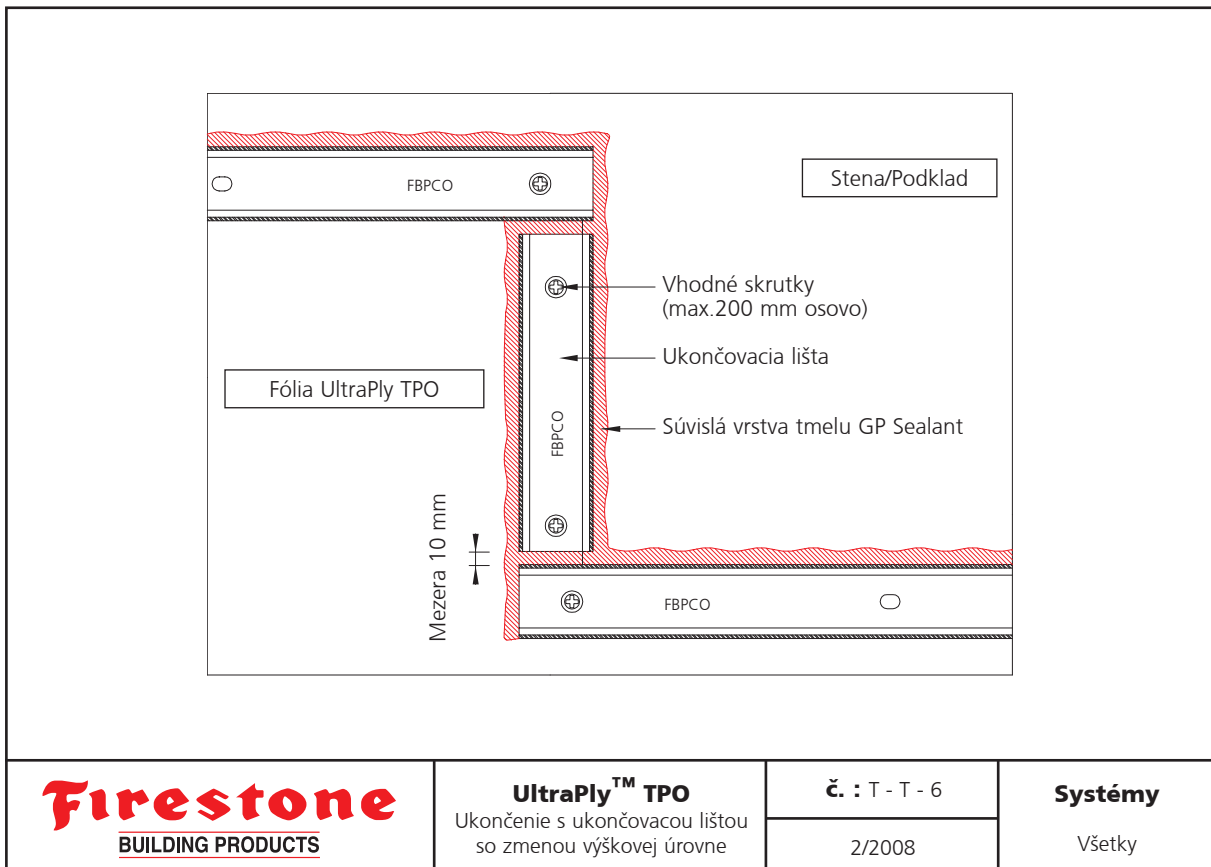 FBPCO
Stena/Podklad
Vhodné skrutky
(max.200 mm osovo)
Ukončovacia lišta
Fólia UltraPly TPO
FBPCO
Súvislá vrstva tmelu GP Sealant
Mezera 10 mm
FBPCO
Firestone
BUILDING PRODUCTS
UltraPly™ TPO
Ukončenie s ukončovacou lištou
so zmenou výškovej úrovne
č. : T - T - 6
2/2008
Systémy
Všetky